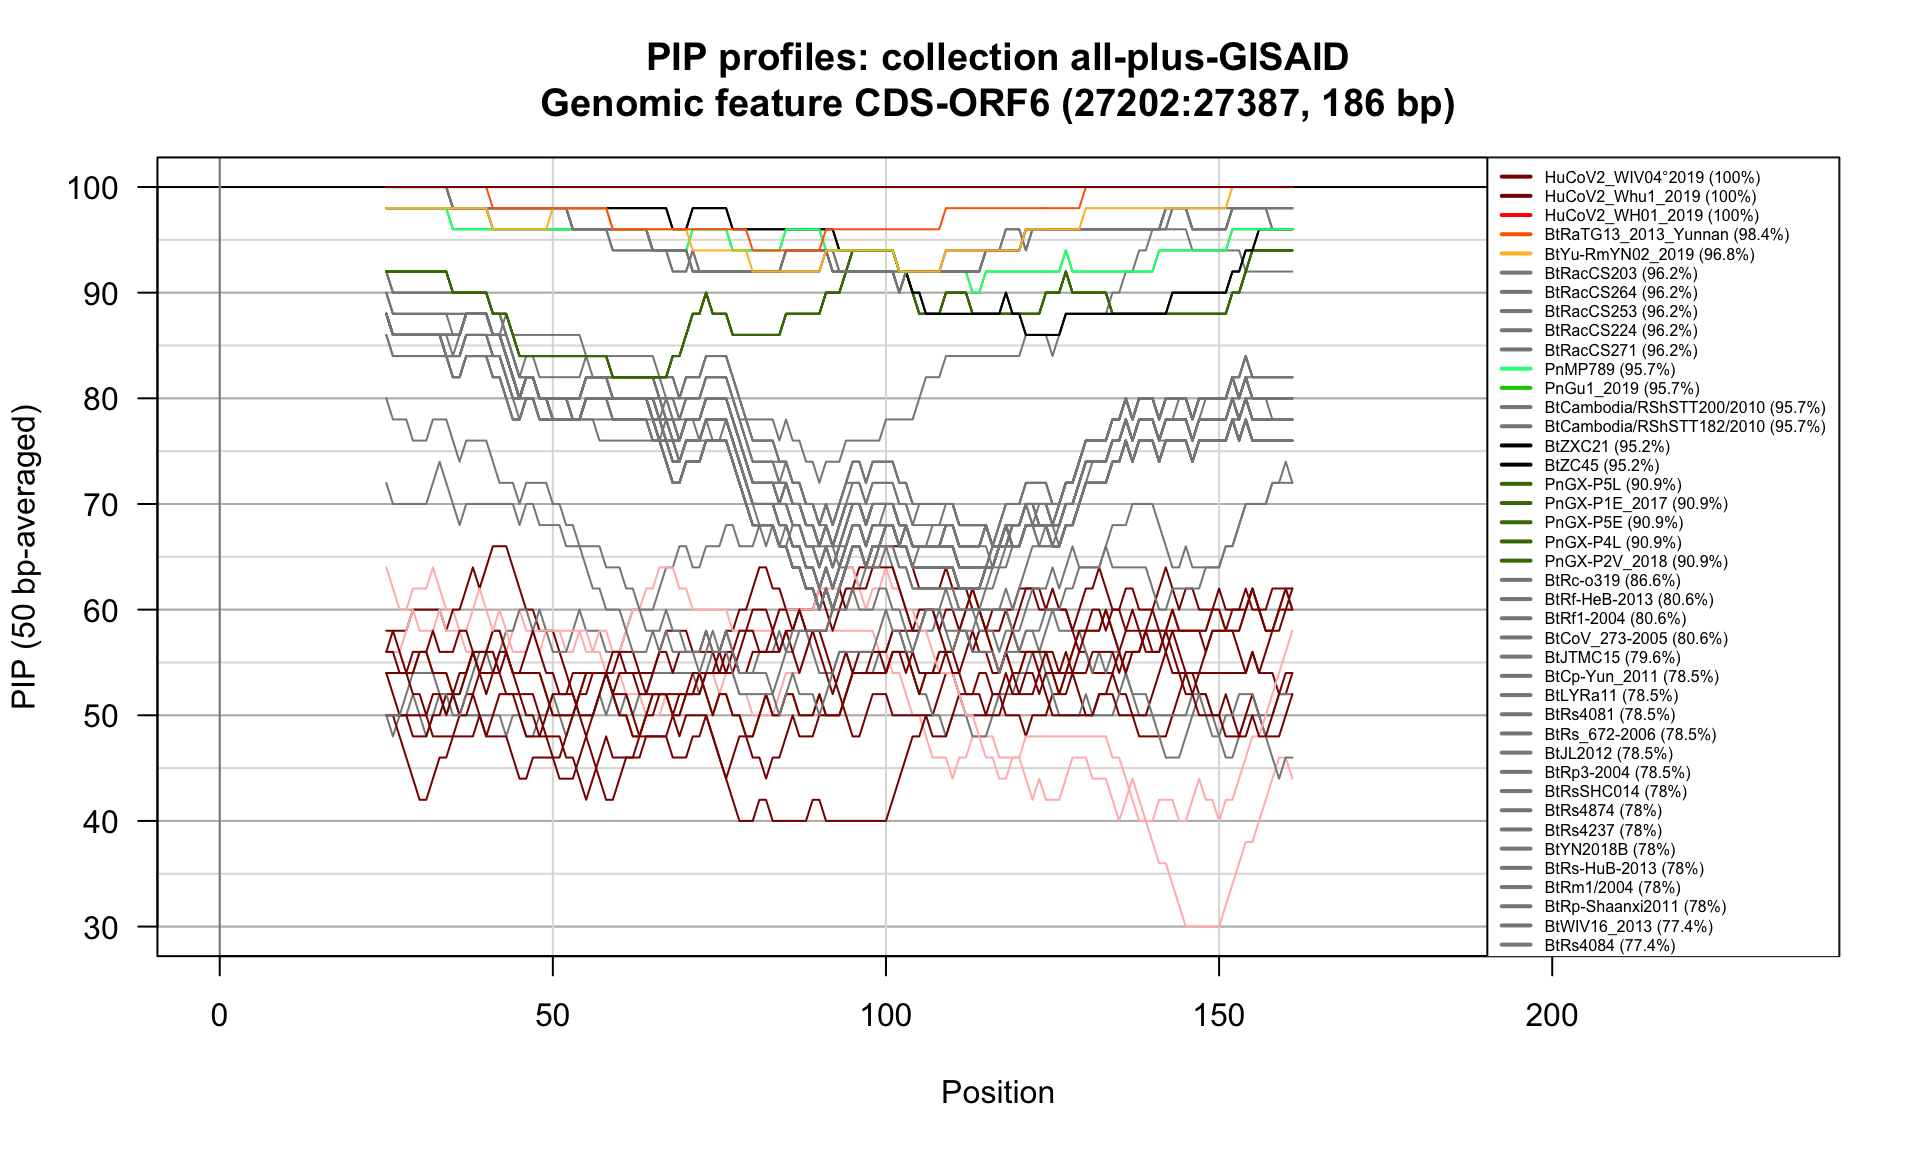 PIP profiles: collection all-plus-GISAID
Genomic feature CDS-ORF6 (27202:27387, 186 bp)
PIP (50 bp-averaged)
100
90
80
70
60
50
40
30
0
50
100
150
200
Position
HuCoV2_WIV04°2019 (100%)
HuCoV2_Whu1_2019 (100%)
HuCoV2_WH01_2019 (100%)
BtRaTG13_2013_Yunnan (98.4%)
BtYu-RmYN02_2019 (96.8%)
BtRacCS203 (96.2%)
BtRacCS264 (96.2%)
BtRacCS253 (96.2%)
BtRacCS224 (96.2%)
BtRacCS271 (96.2%)
PnMP789 (95.7%)
PnGu1_2019 (95.7%)
BtCambodia/RShSTT200/2010 (95.7%)
BtCambodia/RShSTT182/2010 (95.7%)
BtZXC21 (95.2%)
BtZC45 (95.2%)
PnGX-P5L (90.9%)
PnGX-P1E_2017 (90.9%)
PnGX-P5E (90.9%)
PnGX-P4L (90.9%)
PnGX-P2V_2018 (90.9%)
BtRc-o319 (86.6%)
BtRf-HeB-2013 (80.6%)
BtRf1-2004 (80.6%)
BtCoV_273-2005 (80.6%)
BtJTMC15 (79.6%)
BtCp-Yun_2011 (78.5%)
BtLYRa11 (78.5%)
BtRs4081 (78.5%)
BtRs_672-2006 (78.5%)
BtJL2012 (78.5%)
BtRp3-2004 (78.5%)
BtRsSHC014 (78%)
BtRs4874 (78%)
BtRs4237 (78%)
BtYN2018B (78%)
BtRs-HuB-2013 (78%)
BtRm1/2004 (78%)
BtRp-Shaanxi2011 (78%)
BtWIV16_2013 (77.4%)
BtRs4084 (77.4%)